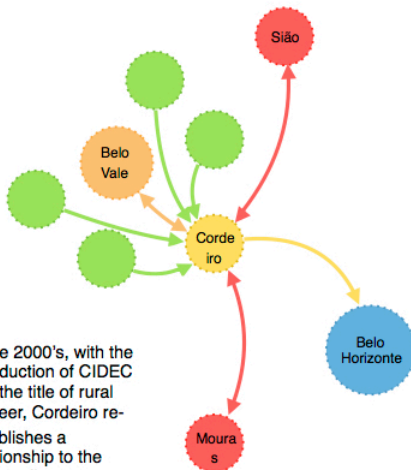 Sião
Belo
Vale
Corde
iro
Belo
Horizonte
Moura
s
e 2000's, with the
duction of CIDEC
the title of rural
eer, Cordeiro re-
blishes a
ionship to the